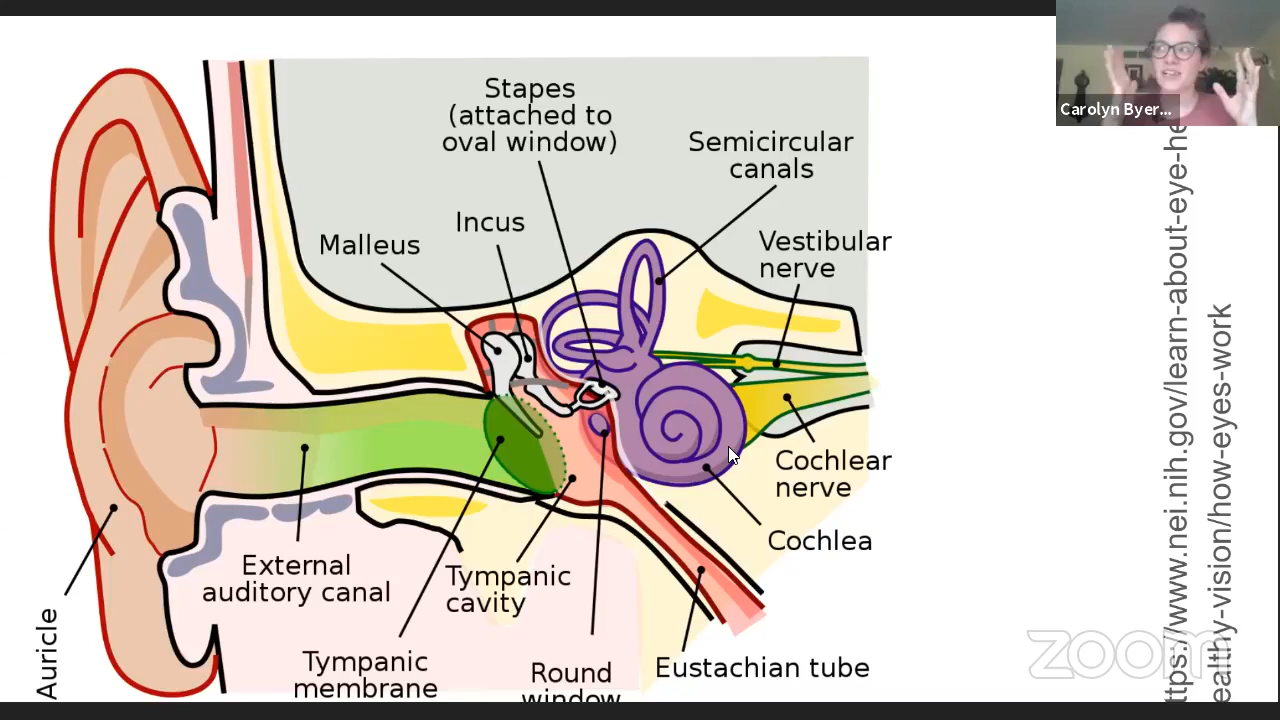 Stapes
(attached to
oval window)
Semicircular
canals
Incus
Malleus
Vestibular
nerve
Cochlear
nerve
Cochlea
External
auditory canal
Tympanic
cavity
Auricle
Tympanic
membrane
Round
window
Eustachian tube
Carolyn Byer...
ttps://www.nei.nih.gov/learn-about-eye-he
ealthy-vision/how-eyes-work
zoom